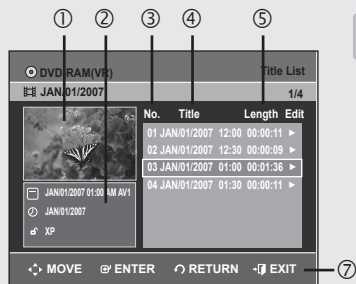 ① ② ③ ④ ⑤
DVD-RAM(VR) Title List
JAN/01/2007 1/4
No. Title Length Edit
01 JAN/01/2007 12:00 00:00:11 ►
02 JAN/01/2007 12:30 00:00:09 ►
03 JAN/01/2007 01:00 00:01:36 ►
04 JAN/01/2007 01:30 00:00:11 ►
JAN/01/2007 01:00 AM AV1
JAN/01/2007
XP
MOVE ENTER RETURN EXIT ⑦